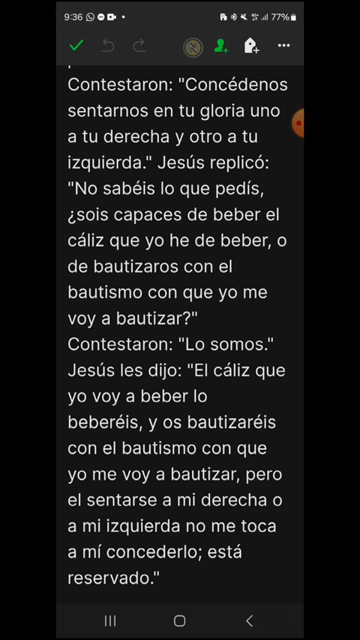 9:36
77%
Contestaron: "Concédenos
sentarnos en tu gloria uno
a tu derecha y otro a tu
izquierda." Jesús replicó:
"No sabéis lo que pedís,
¿sois capaces de beber el
cáliz que yo he de beber, o
de bautizaros con el
bautismo con que yo me
voy a bautizar?"
Contestaron: "Lo somos."
Jesús les dijo: "El cáliz que
yo voy a beber lo
beberéis, y os bautizaréis
con el bautismo con que
yo me voy a bautizar, pero
el sentarse a mi derecha o
a mi izquierda no me toca
a mí concederlo; está
reservado."